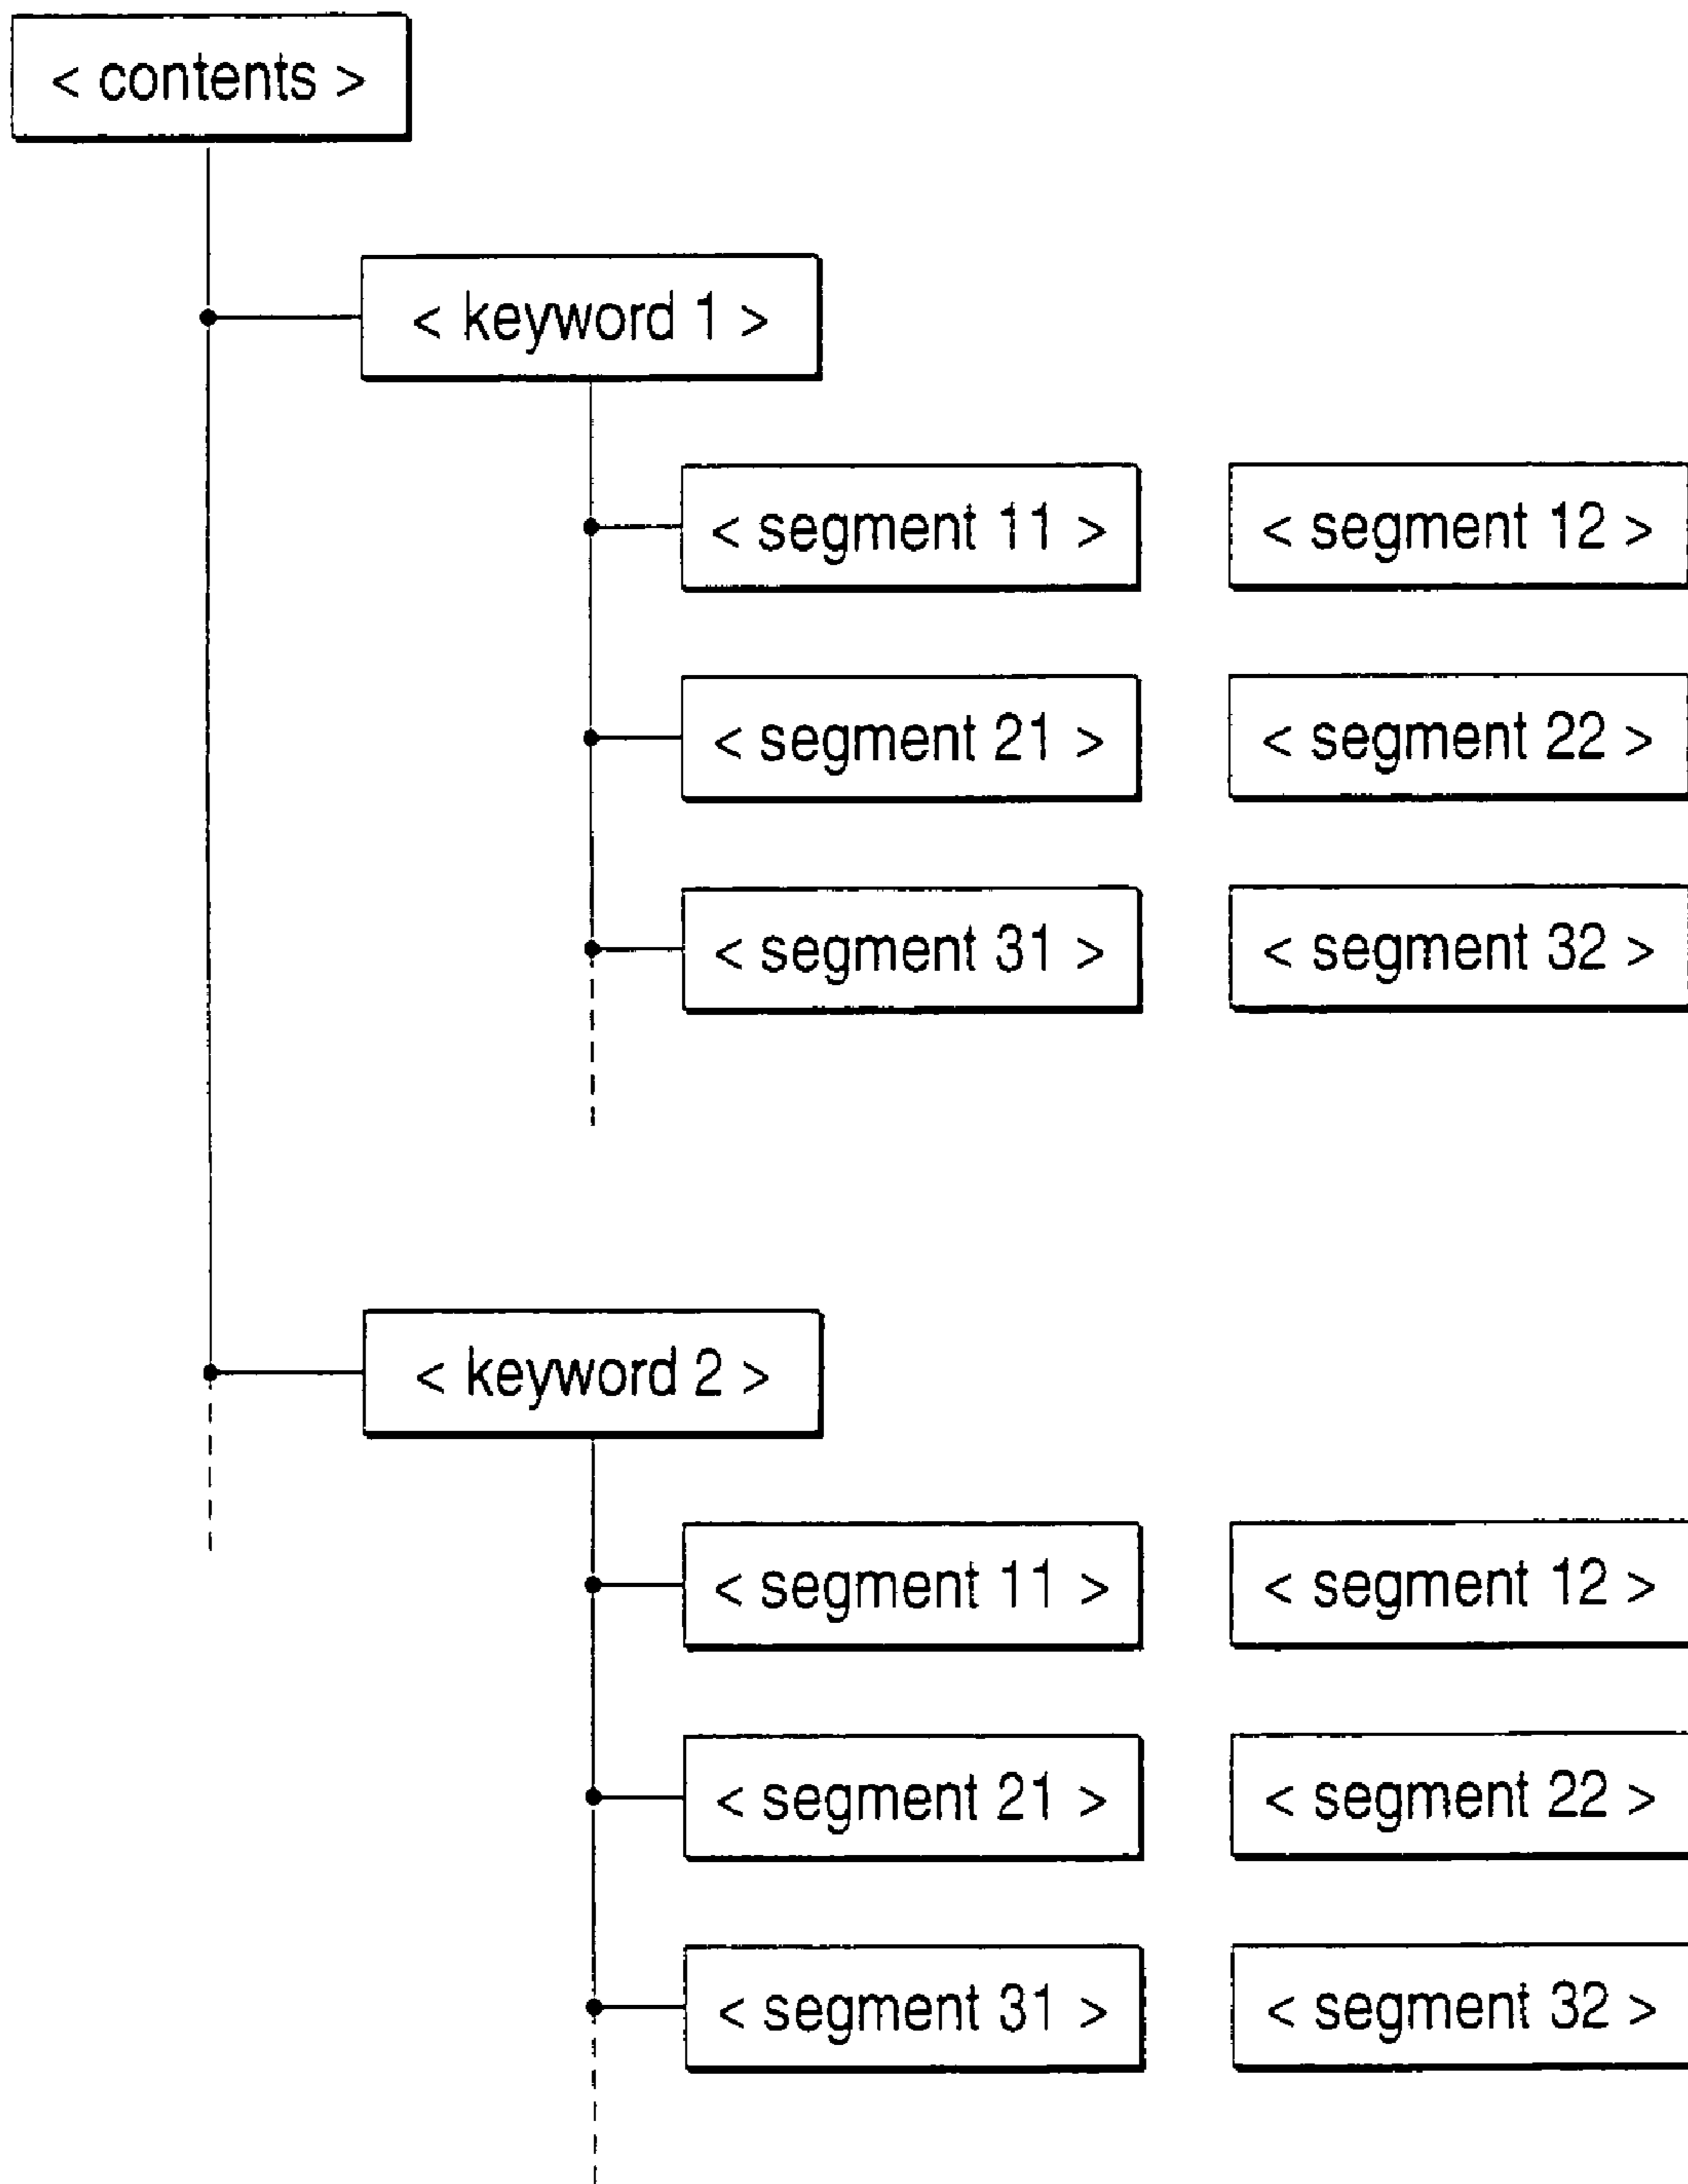 < contents >
< keyword 1 >
< segment 11 > < segment 12 >
< segment 21 > < segment 22 >
< segment 31 > < segment 32 >
< keyword 2 >
< segment 11 > < segment 12 >
< segment 21 > < segment 22 >
< segment 31 > < segment 32 >